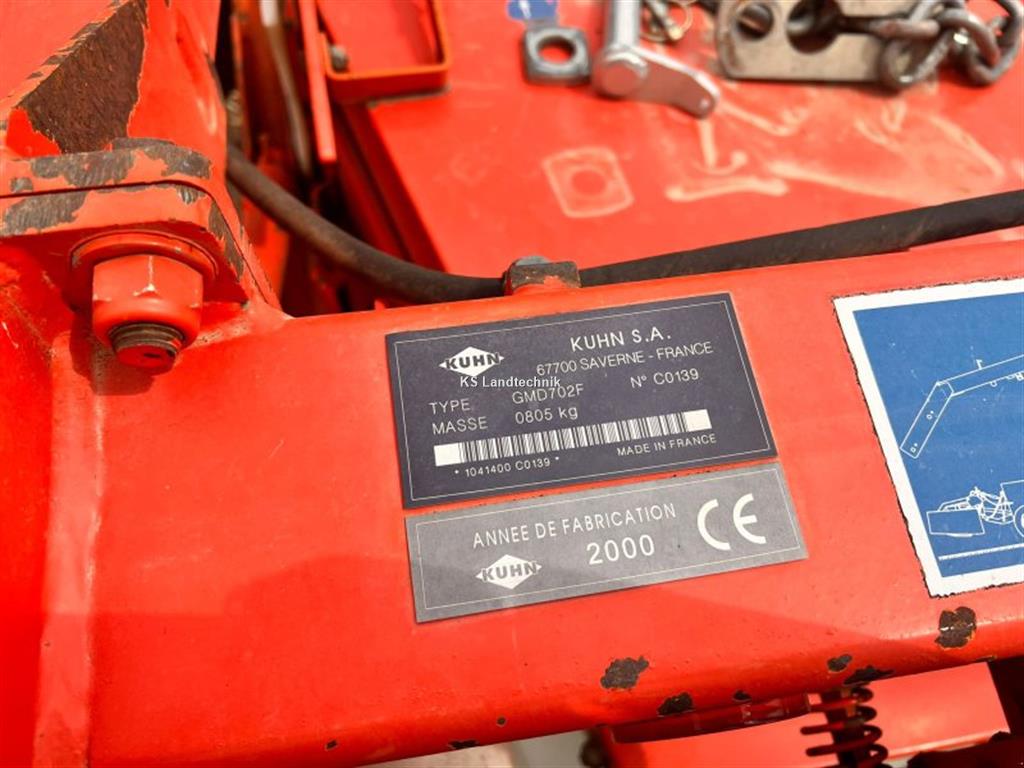 KUHN
KUHN S.A.
67700 SAVERNE - FRANCE
KS Landtechnik
TYPE GMD702F N° C0139
MASSE 0805 kg
* 1041400 C0139 * MADE IN FRANCE
ANNEE DE FABRICATION
KUHN 2000 CE